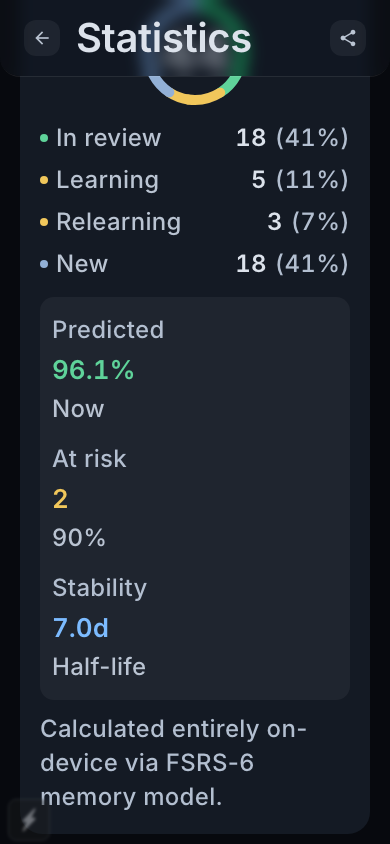 Statistics
In review 18 (41%)
Learning 5 (11%)
Relearning 3 (7%)
New 18 (41%)
Predicted
96.1%
Now
At risk
2
90%
Stability
7.0d
Half-life
Calculated entirely on-
device via FSRS-6
memory model.